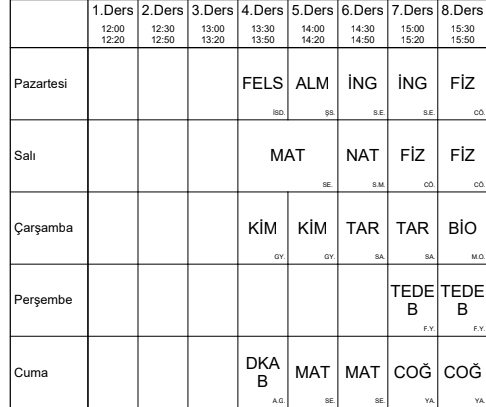 1.Ders 2.Ders 3.Ders 4.Ders 5.Ders 6.Ders 7.Ders 8.Ders
12:00 12:30 13:00 13:30 14:00 14:30 15:00 15:30
12:20 12:50 13:20 13:50 14:20 14:50 15:20 15:50
Pazartesi FELS ALM İNG İNG FİZ
İSD. ŞS. S.E. S.E. CÖ.
Salı MAT NAT FİZ FİZ
SE. S.M. CÖ. CÖ.
Çarşamba KİM KİM TAR TAR BİO
GY. GY. SA. SA. M.O.
Perşembe TEDE TEDE
B B
F.Y. F.Y.
Cuma DKA MAT MAT COĞ COĞ
B
A.G. SE. SE. YA. YA.